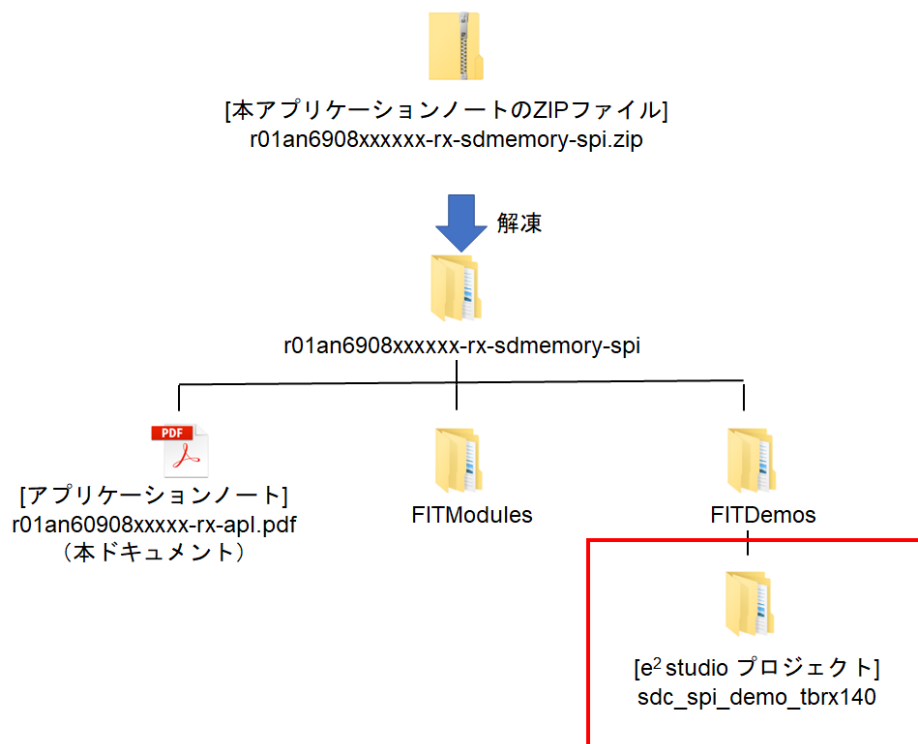 [本アプリケーションノートのZIPファイル]
r01an6908xxxxxx-rx-sdmemory-spi.zip
解凍
r01an6908xxxxxx-rx-sdmemory-spi
PDF
[アプリケーションノート]
r01an60908xxxxx-rx-apl.pdf
（本ドキュメント）
FITModules
FITDemos
[e² studio プロジェクト]
sdc_spi_demo_tbrx140